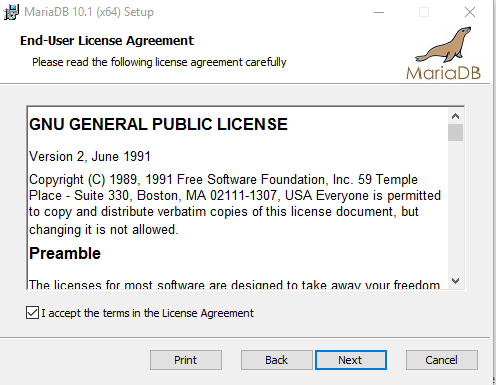 MariaDB 10.1 (x64) Setup
End-User License Agreement
Please read the following license agreement carefully
MariaDB
GNU GENERAL PUBLIC LICENSE
Version 2, June 1991
Copyright (C) 1989, 1991 Free Software Foundation, Inc. 59 Temple
Place - Suite 330, Boston, MA 02111-1307, USA Everyone is permitted
to copy and distribute verbatim copies of this license document, but
changing it is not allowed.
Preamble
The licenses for most software are designed to take away your freedom
I accept the terms in the License Agreement
Print Back Next Cancel